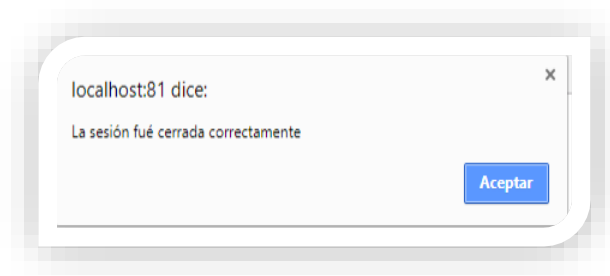 localhost:81 dice:
La sesión fué cerrada correctamente
Aceptar